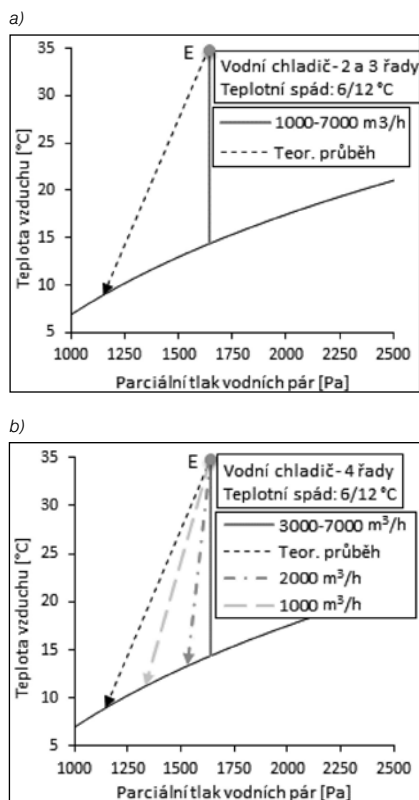 a)
E
Vodní chladič-2 a 3 řady
Teplotní spád: 6/12 °C
1000-7000 m3/h
Teor. průběh
Teplota vzduchu [°C]
35
30
25
20
15
10
5
1000 1250 1500 1750 2000 2250 2500
Parciální tlak vodních par [Pa]
b)
E
Vodní chladič-4 řady
Teplotní spád: 6/12 °C
3000-7000 m³/h
Teor. průběh
2000 m³/h
1000 m³/h
Teplota vzduchu [°C]
35
30
25
20
15
10
5
1000 1250 1500 1750 2000 2250 2500
Parciální tlak vodních par [Pa]